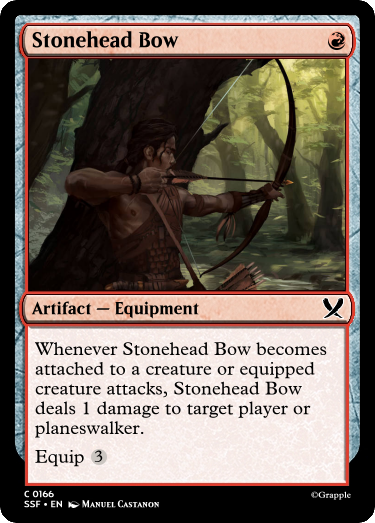 Stonehead Bow
Artifact — Equipment
Whenever Stonehead Bow becomes
attached to a creature or equipped
creature attacks, Stonehead Bow
deals 1 damage to target player or
planeswalker.
Equip 3
C 0166
SSF • EN Manuel Castanon
©Grapple